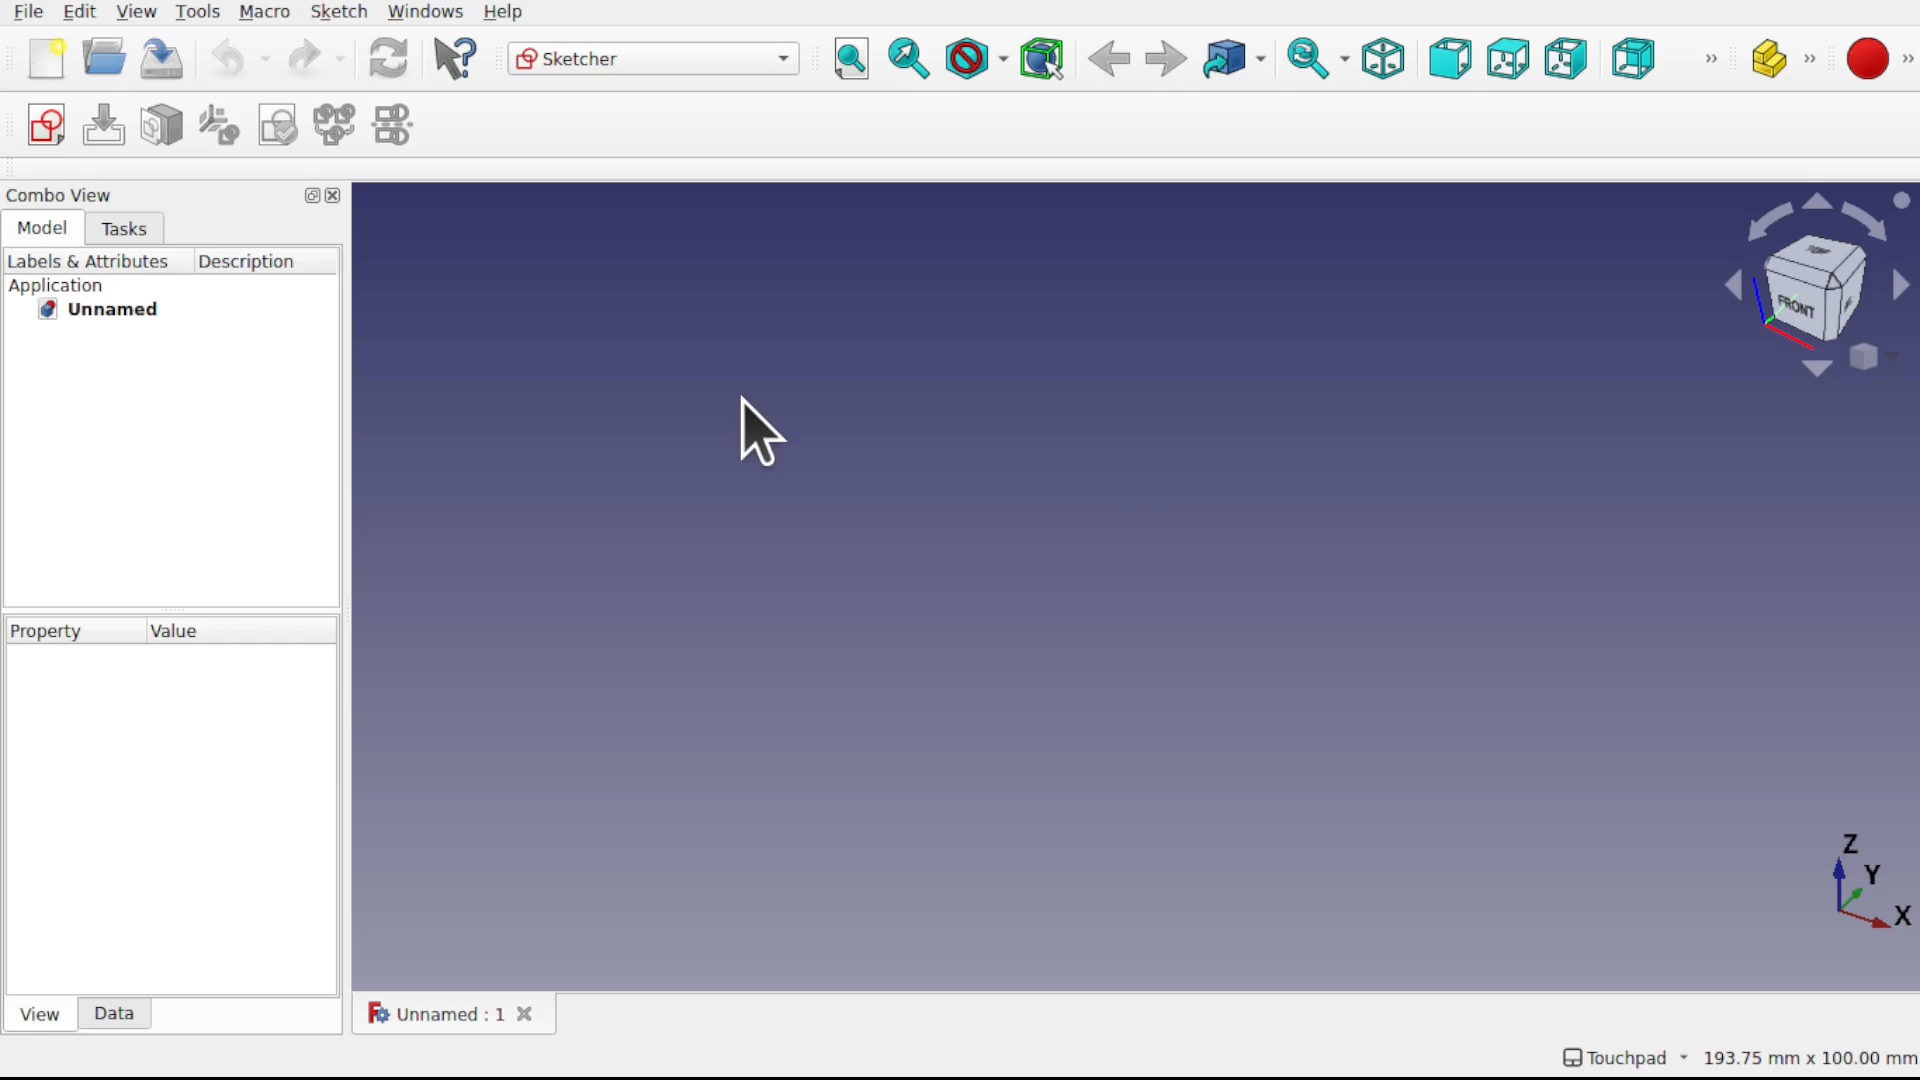 File Edit View Tools Macro Sketch Windows Help
Sketcher
Combo View
Model Tasks
Labels & Attributes Description
Application
Unnamed
TOP
FRONT
Property Value
Z
Y
X
View Data
Unnamed : 1
Touchpad 193.75 mm x 100.00 mm